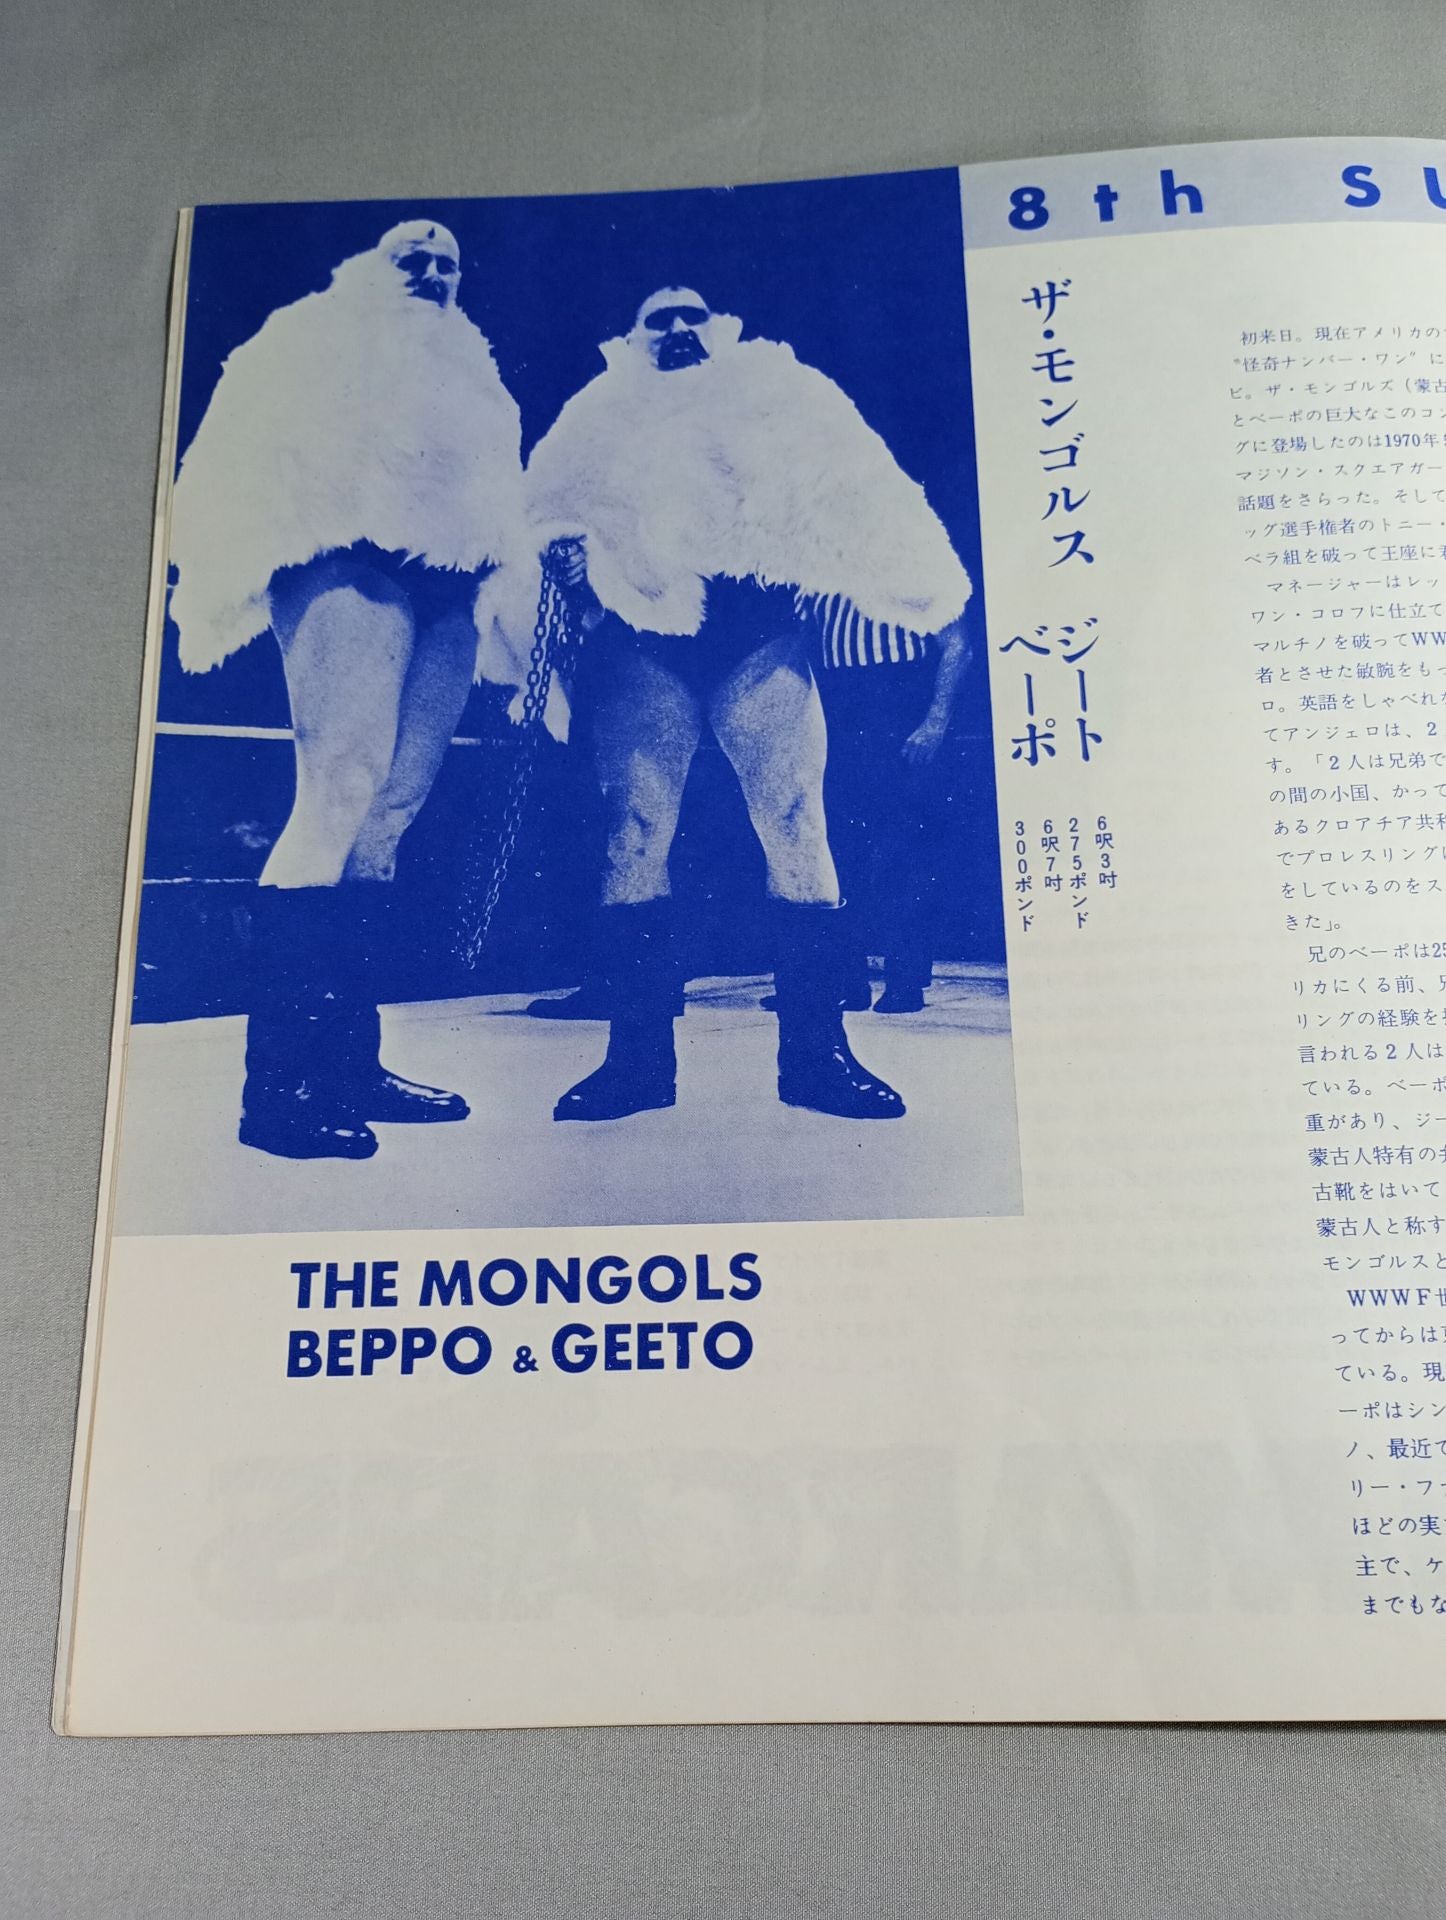 8th SU
ザ・モンゴルス
ジート
ベーポ
6呎3吋
275ポンド
6呎7吋
300ポンド
初来日。現在アメリカの
“怪奇ナンバー・ワン”に
ビ。ザ・モンゴルズ（蒙古
とベーポの巨大なこのコン
グに登場したのは1970年
マジソン・スクエアガー
話題をさらった。そして
ッグ選手権者のトニー・
ベラ組を破って王座に君
マネージャーはレッ
ワン・コロフに仕立て
マルチノを破ってWW
者とさせた敏腕をもっ
ロ。英語をしゃべれな
てアンジェロは、2
す。「2人は兄弟で
の間の小国、かって
あるクロアチア共和
でプロレスリングに
をしているのをス
きた」。
兄のベーポは25
リカにくる前、兄
リングの経験を
言われる2人は
ている。ベーポ
重があり、ジー
蒙古人特有の弁
古靴をはいて
蒙古人と称す
モンゴルスと
WWWF世
ってからは
ている。現
ーポはシン
ノ、最近で
リー・フ
ほどの実
主で、ケ
までもな
THE MONGOLS
BEPPO & GEETO